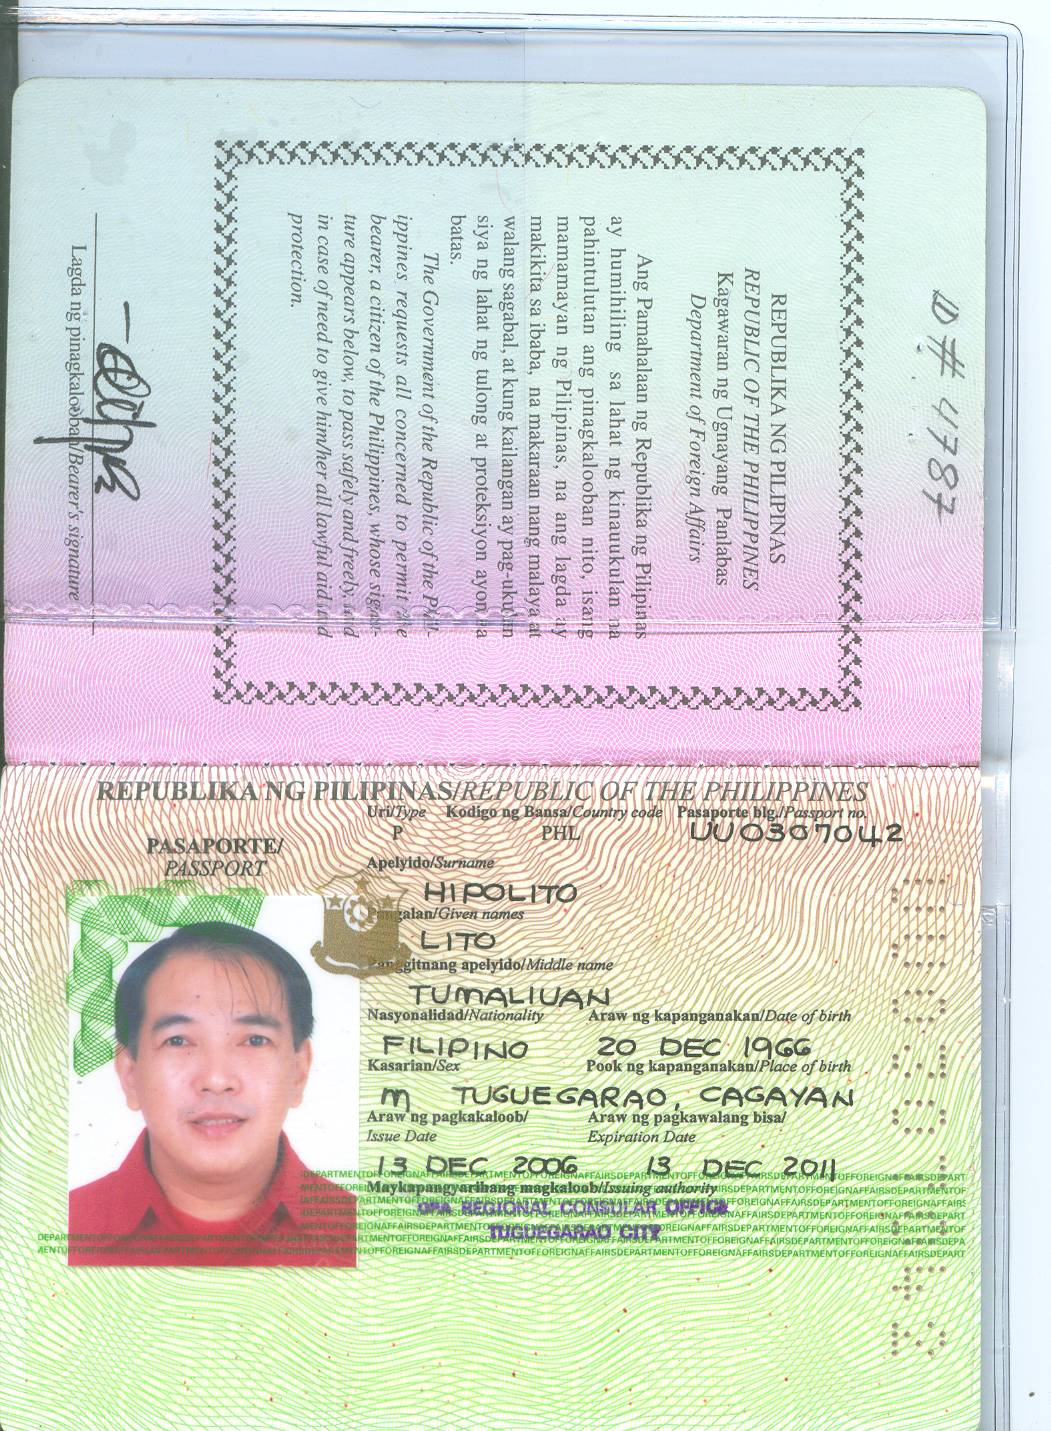 D# 4787
REPUBLIKA NG PILIPINAS
REPUBLIC OF THE PHILIPPINES
Kagawaran ng Ugnayang Panlabas
Department of Foreign Affairs
Ang Pamahalaan ng Republika ng Pilipinas
ay humihiling sa lahat ng kinauukulan na
pahintulutan ang pinagkalooban nito, isang
mamamayan ng Pilipinas, na ang lagda ay
makikita sa ibaba, na makaraan nang malaya at
walang sagabal, at kung kailangan ay pag-ukulan
siya ng lahat ng tulong at proteksiyon ayon sa
batas.
The Government of the Republic of the Phil-
ippines requests all concerned to permit the
bearer, a citizen of the Philippines, whose signa-
ture appears below, to pass safely and freely and
in case of need to give him/her all lawful aid and
protection.
Lagda ng pinagkalooban/Bearer's signature
REPUBLIKA NG PILIPINAS/REPUBLIC OF THE PHILIPPINES
PASAPORTE/
PASSPORT
Uri/Type Kodigo ng Bansa/Country code Pasaporte blg./Passport no.
P PHL UU0307042
Apelyido/Surname
HIPOLITO
Pangalan/Given names
LITO
Panggitnang apelyido/Middle name
TUMALIUAN
Nasyonalidad/Nationality Araw ng kapanganakan/Date of birth
FILIPINO 20 DEC 1966
Kasarian/Sex Pook ng kapanganakan/Place of birth
M TUGUEGARAO, CAGAYAN
Araw ng pagkakaloob/ Araw ng pagkawalang bisa/
Issue Date Expiration Date
13 DEC 2006 13 DEC 2011
Maykapangyarihang magkaloob/Issuing authority
DFA REGIONAL CONSULAR OFFICE
TUGUEGARAO CITY